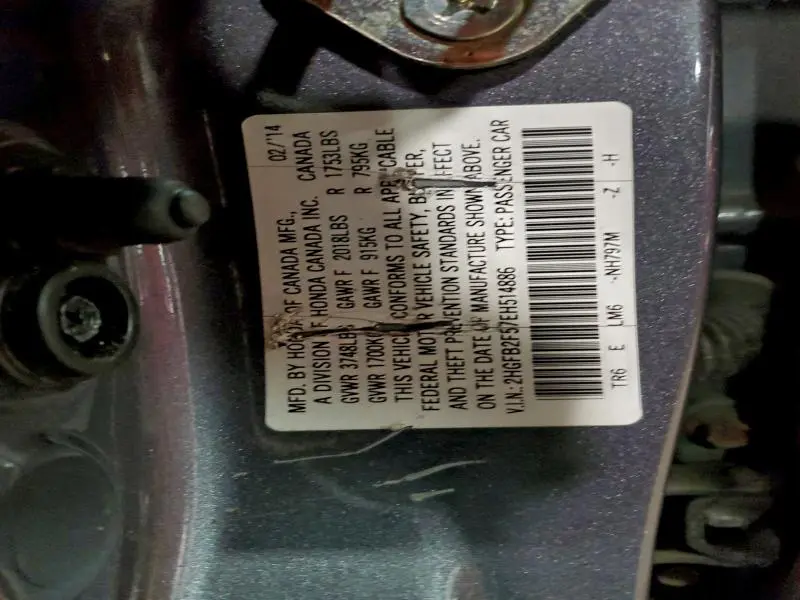 MFD. BY HONDA OF CANADA MFG., 02/'14
A DIVISION OF HONDA CANADA INC. CANADA
GVWR 3748LBS GAWR F 2018LBS R 1753LBS
GVWR 1700KG GAWR F 915KG R 795KG
THIS VEHICLE CONFORMS TO ALL APPLICABLE
FEDERAL MOTOR VEHICLE SAFETY, BUMPER,
AND THEFT PREVENTION STANDARDS IN EFFECT
ON THE DATE OF MANUFACTURE SHOWN ABOVE.
V.I.N.: 2HGFB2F57EH514886 TYPE: PASSENGER CAR
TR6 E LM6 -NH797M -Z -H